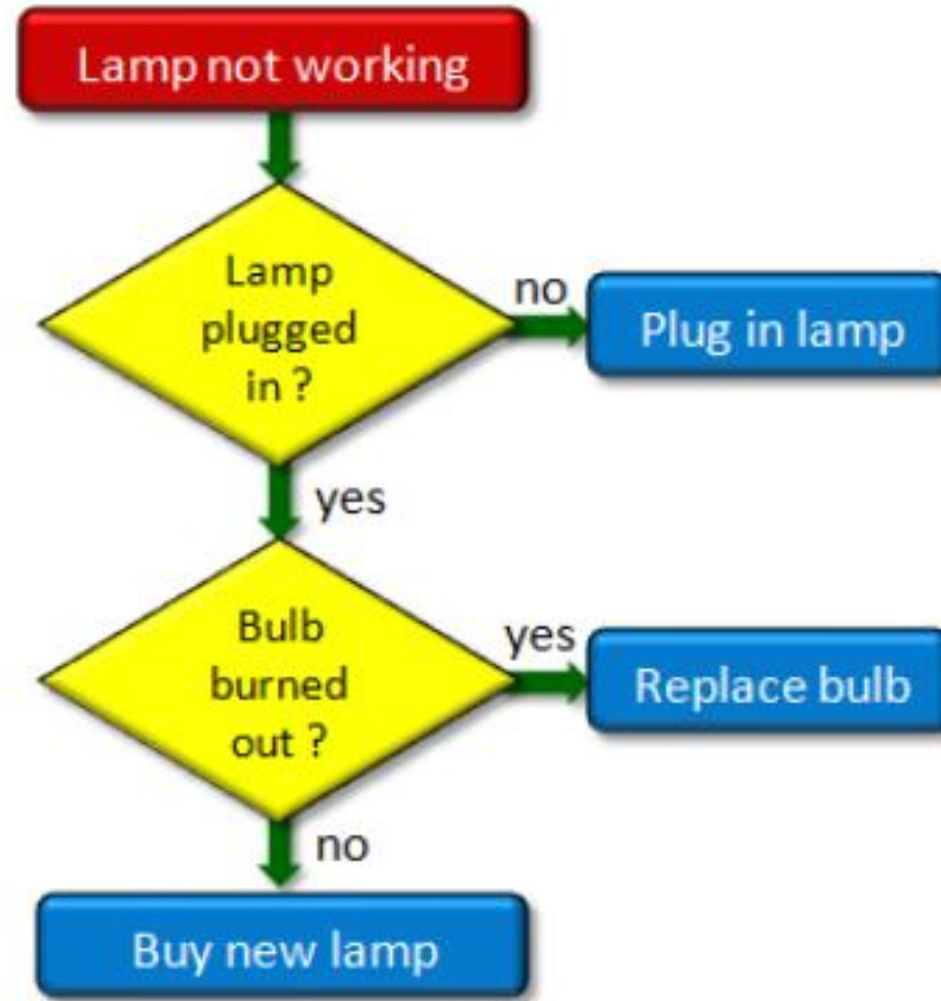 Lamp not working
Lamp
plugged
in ?
no
Plug in lamp
yes
Bulb
burned
out ?
yes
Replace bulb
no
Buy new lamp